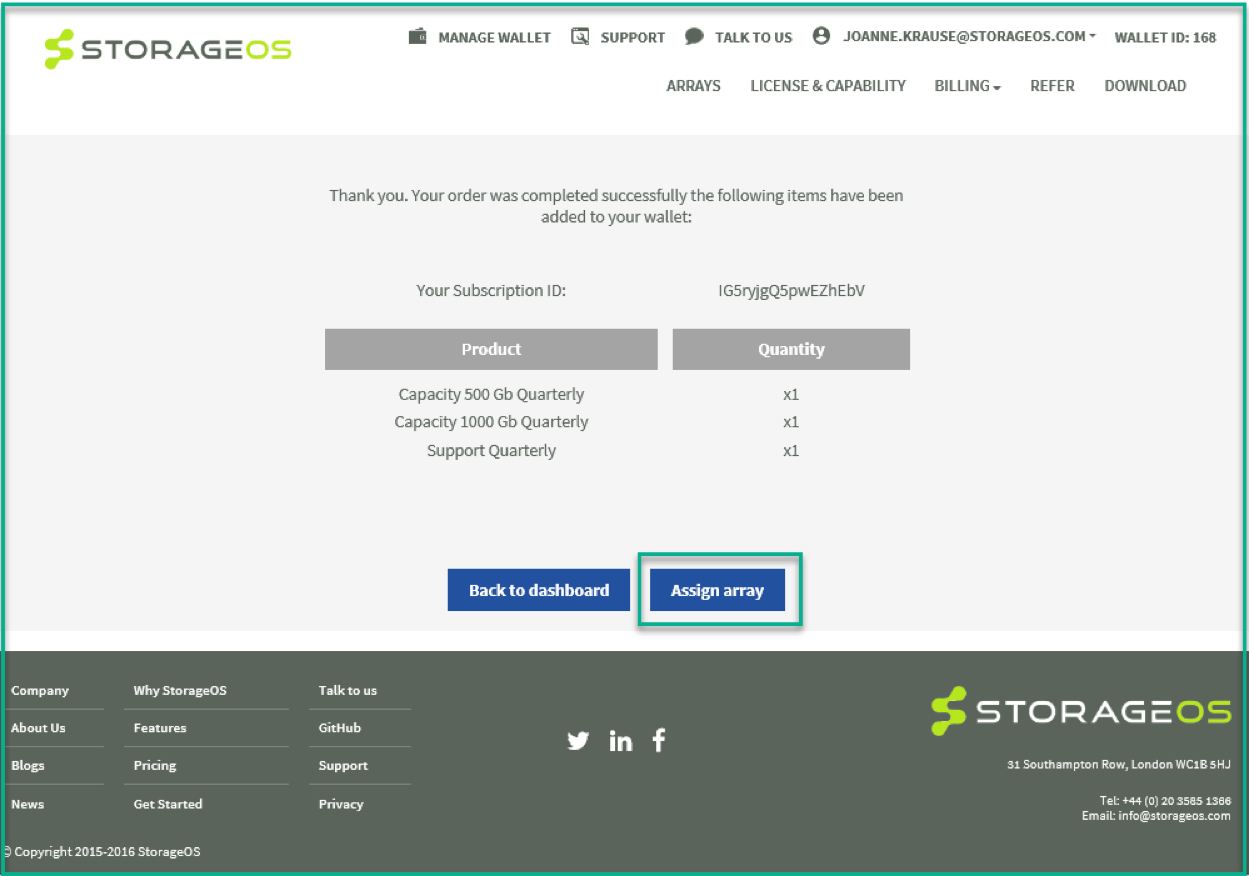 STORAGEOS
MANAGE WALLET SUPPORT TALK TO US JOANNE.KRAUSE@STORAGEOS.COM WALLET ID: 168
ARRAYS LICENSE & CAPABILITY BILLING REFER DOWNLOAD
Thank you. Your order was completed successfully the following items have been
added to your wallet:
Your Subscription ID: IG5ryjgQ5pwEZhEbV
Product Quantity
Capacity 500 Gb Quarterly x1
Capacity 1000 Gb Quarterly x1
Support Quarterly x1
Back to dashboard Assign array
Company Why StorageOS Talk to us
About Us Features GitHub
Blogs Pricing Support
News Get Started Privacy
STORAGEOS
31 Southampton Row, London WC1B 5HJ
Tel: +44 (0) 20 3585 1366
Email: info@storageos.com
© Copyright 2015-2016 StorageOS